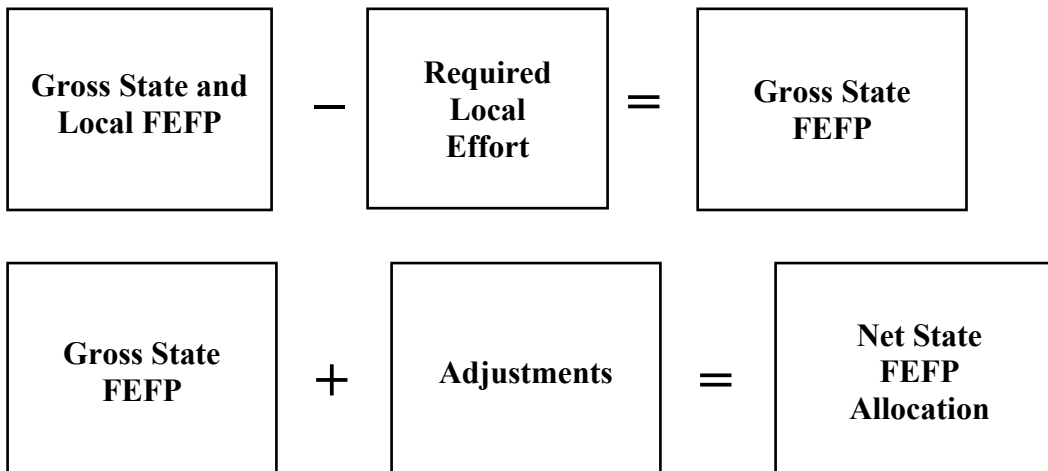 Gross State and
Local FEFP
−
Required
Local
Effort
=
Gross State
FEFP
Gross State
FEFP
+
Adjustments
=
Net State
FEFP
Allocation